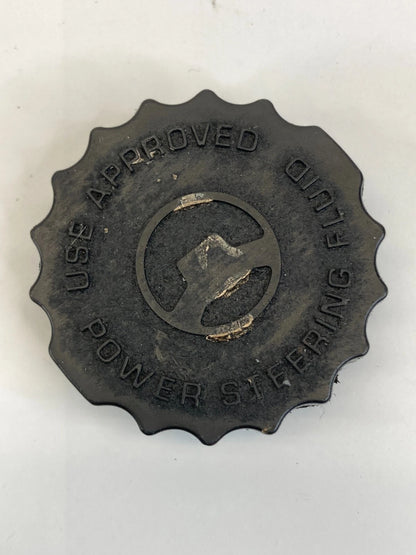 USE APPROVED
POWER STEERING FLUID